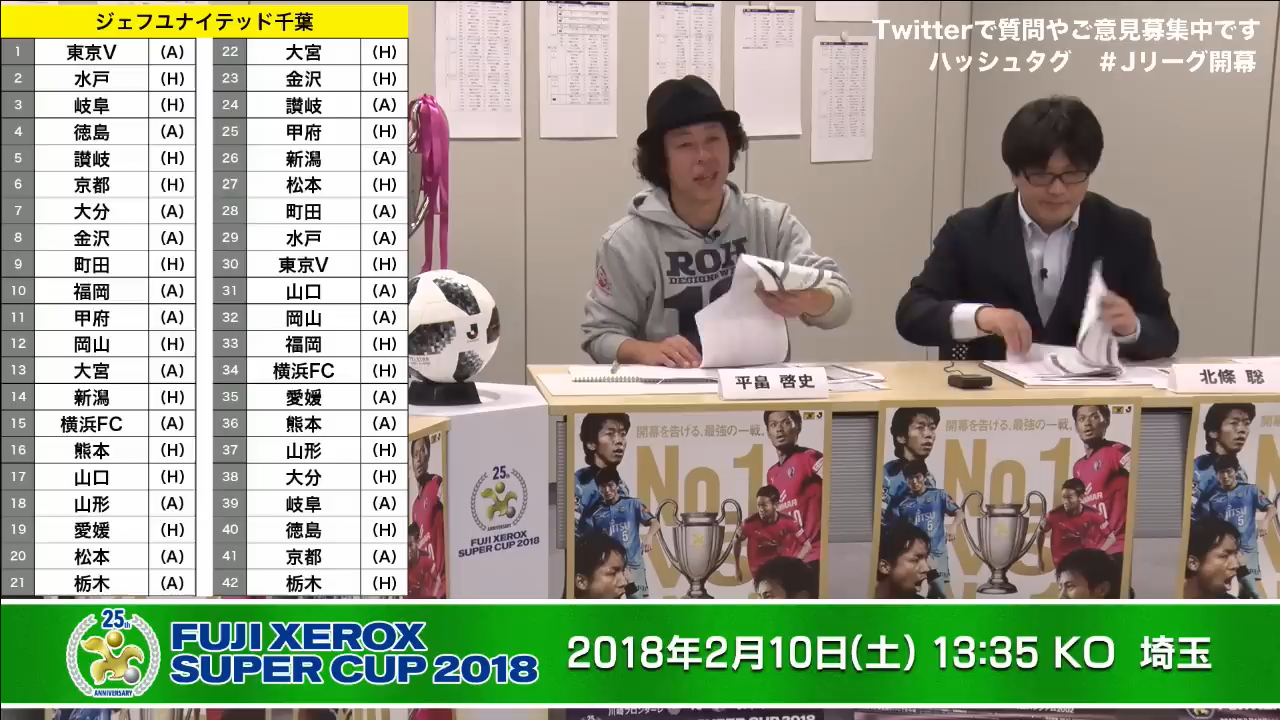 ジェフユナイテッド千葉
1 東京V (A) 22 大宮 (H)
2 水戸 (H) 23 金沢 (H)
3 岐阜 (H) 24 讃岐 (A)
4 徳島 (A) 25 甲府 (H)
5 讃岐 (H) 26 新潟 (A)
6 京都 (H) 27 松本 (H)
7 大分 (A) 28 町田 (A)
8 金沢 (A) 29 水戸 (A)
9 町田 (H) 30 東京V (H)
10 福岡 (A) 31 山口 (A)
11 甲府 (A) 32 岡山 (A)
12 岡山 (H) 33 福岡 (H)
13 大宮 (A) 34 横浜FC (H)
14 新潟 (H) 35 愛媛 (A)
15 横浜FC (A) 36 熊本 (A)
16 熊本 (H) 37 山形 (H)
17 山口 (H) 38 大分 (H)
18 山形 (A) 39 岐阜 (A)
19 愛媛 (H) 40 徳島 (H)
20 松本 (A) 41 京都 (A)
21 栃木 (A) 42 栃木 (H)
Twitterで質問やご意見募集中です
ハッシュタグ #Jリーグ開幕
ROH
平畠 啓史
北條 聡
開幕を告げる、最強の一戦。
No.1
開幕を告げる、最強の一戦。
No.1
25th
ANNIVERSARY
FUJI XEROX
SUPER CUP 2018
25th
ANNIVERSARY
FUJI XEROX
SUPER CUP 2018
2018年2月10日(土) 13:35 KO 埼玉